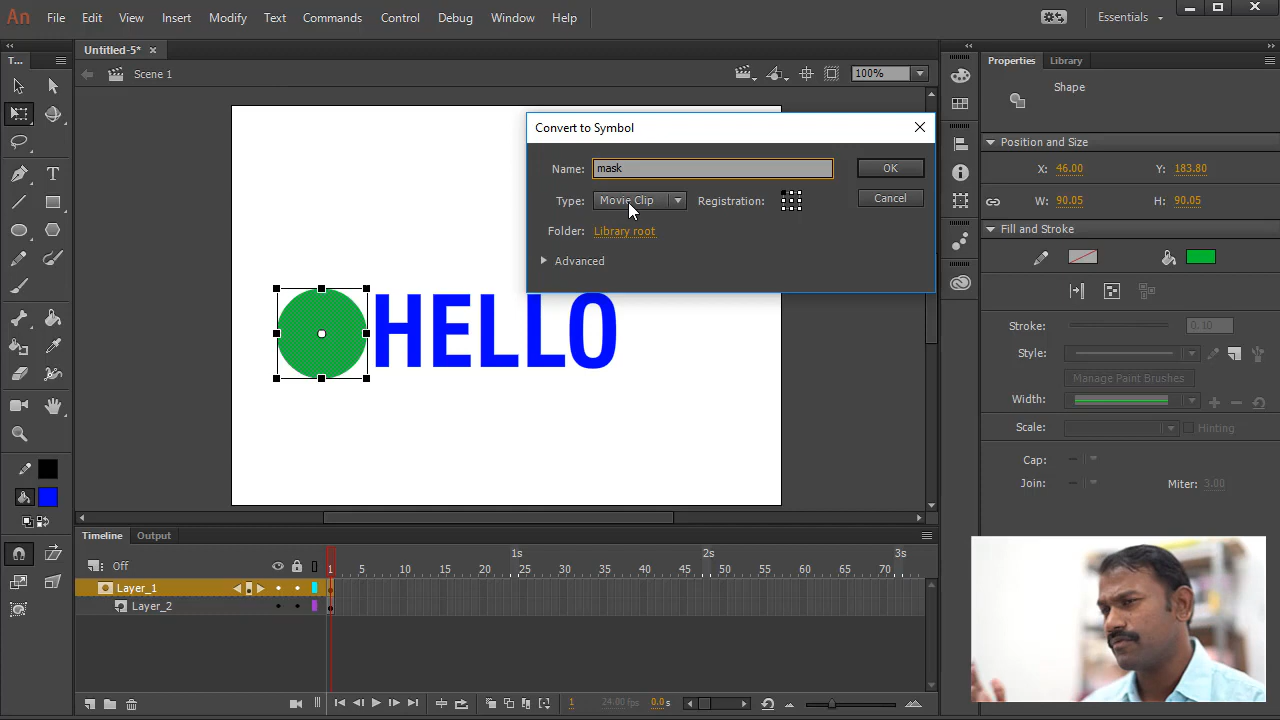 An File Edit View Insert Modify Text Commands Control Debug Window Help Essentials
T... Untitled-5* × Properties Library
Scene 1 100%
Shape
Convert to Symbol
Name: mask OK
Type: Movie Clip Registration: Cancel
Folder: Library root
Advanced
Position and Size
X: 46.00 Y: 183.80
W: 90.05 H: 90.05
Fill and Stroke
Stroke: 0.10
Style:
Manage Paint Brushes
Width:
Scale: Hinting
Cap:
Join: Miter: 3.00
HELLO
Timeline Output
Off 1s 2s 3s
1 5 10 15 20 25 30 35 40 45 50 55 60 65 70 75
Layer_1
Layer_2
1 24.00 fps 0.0s